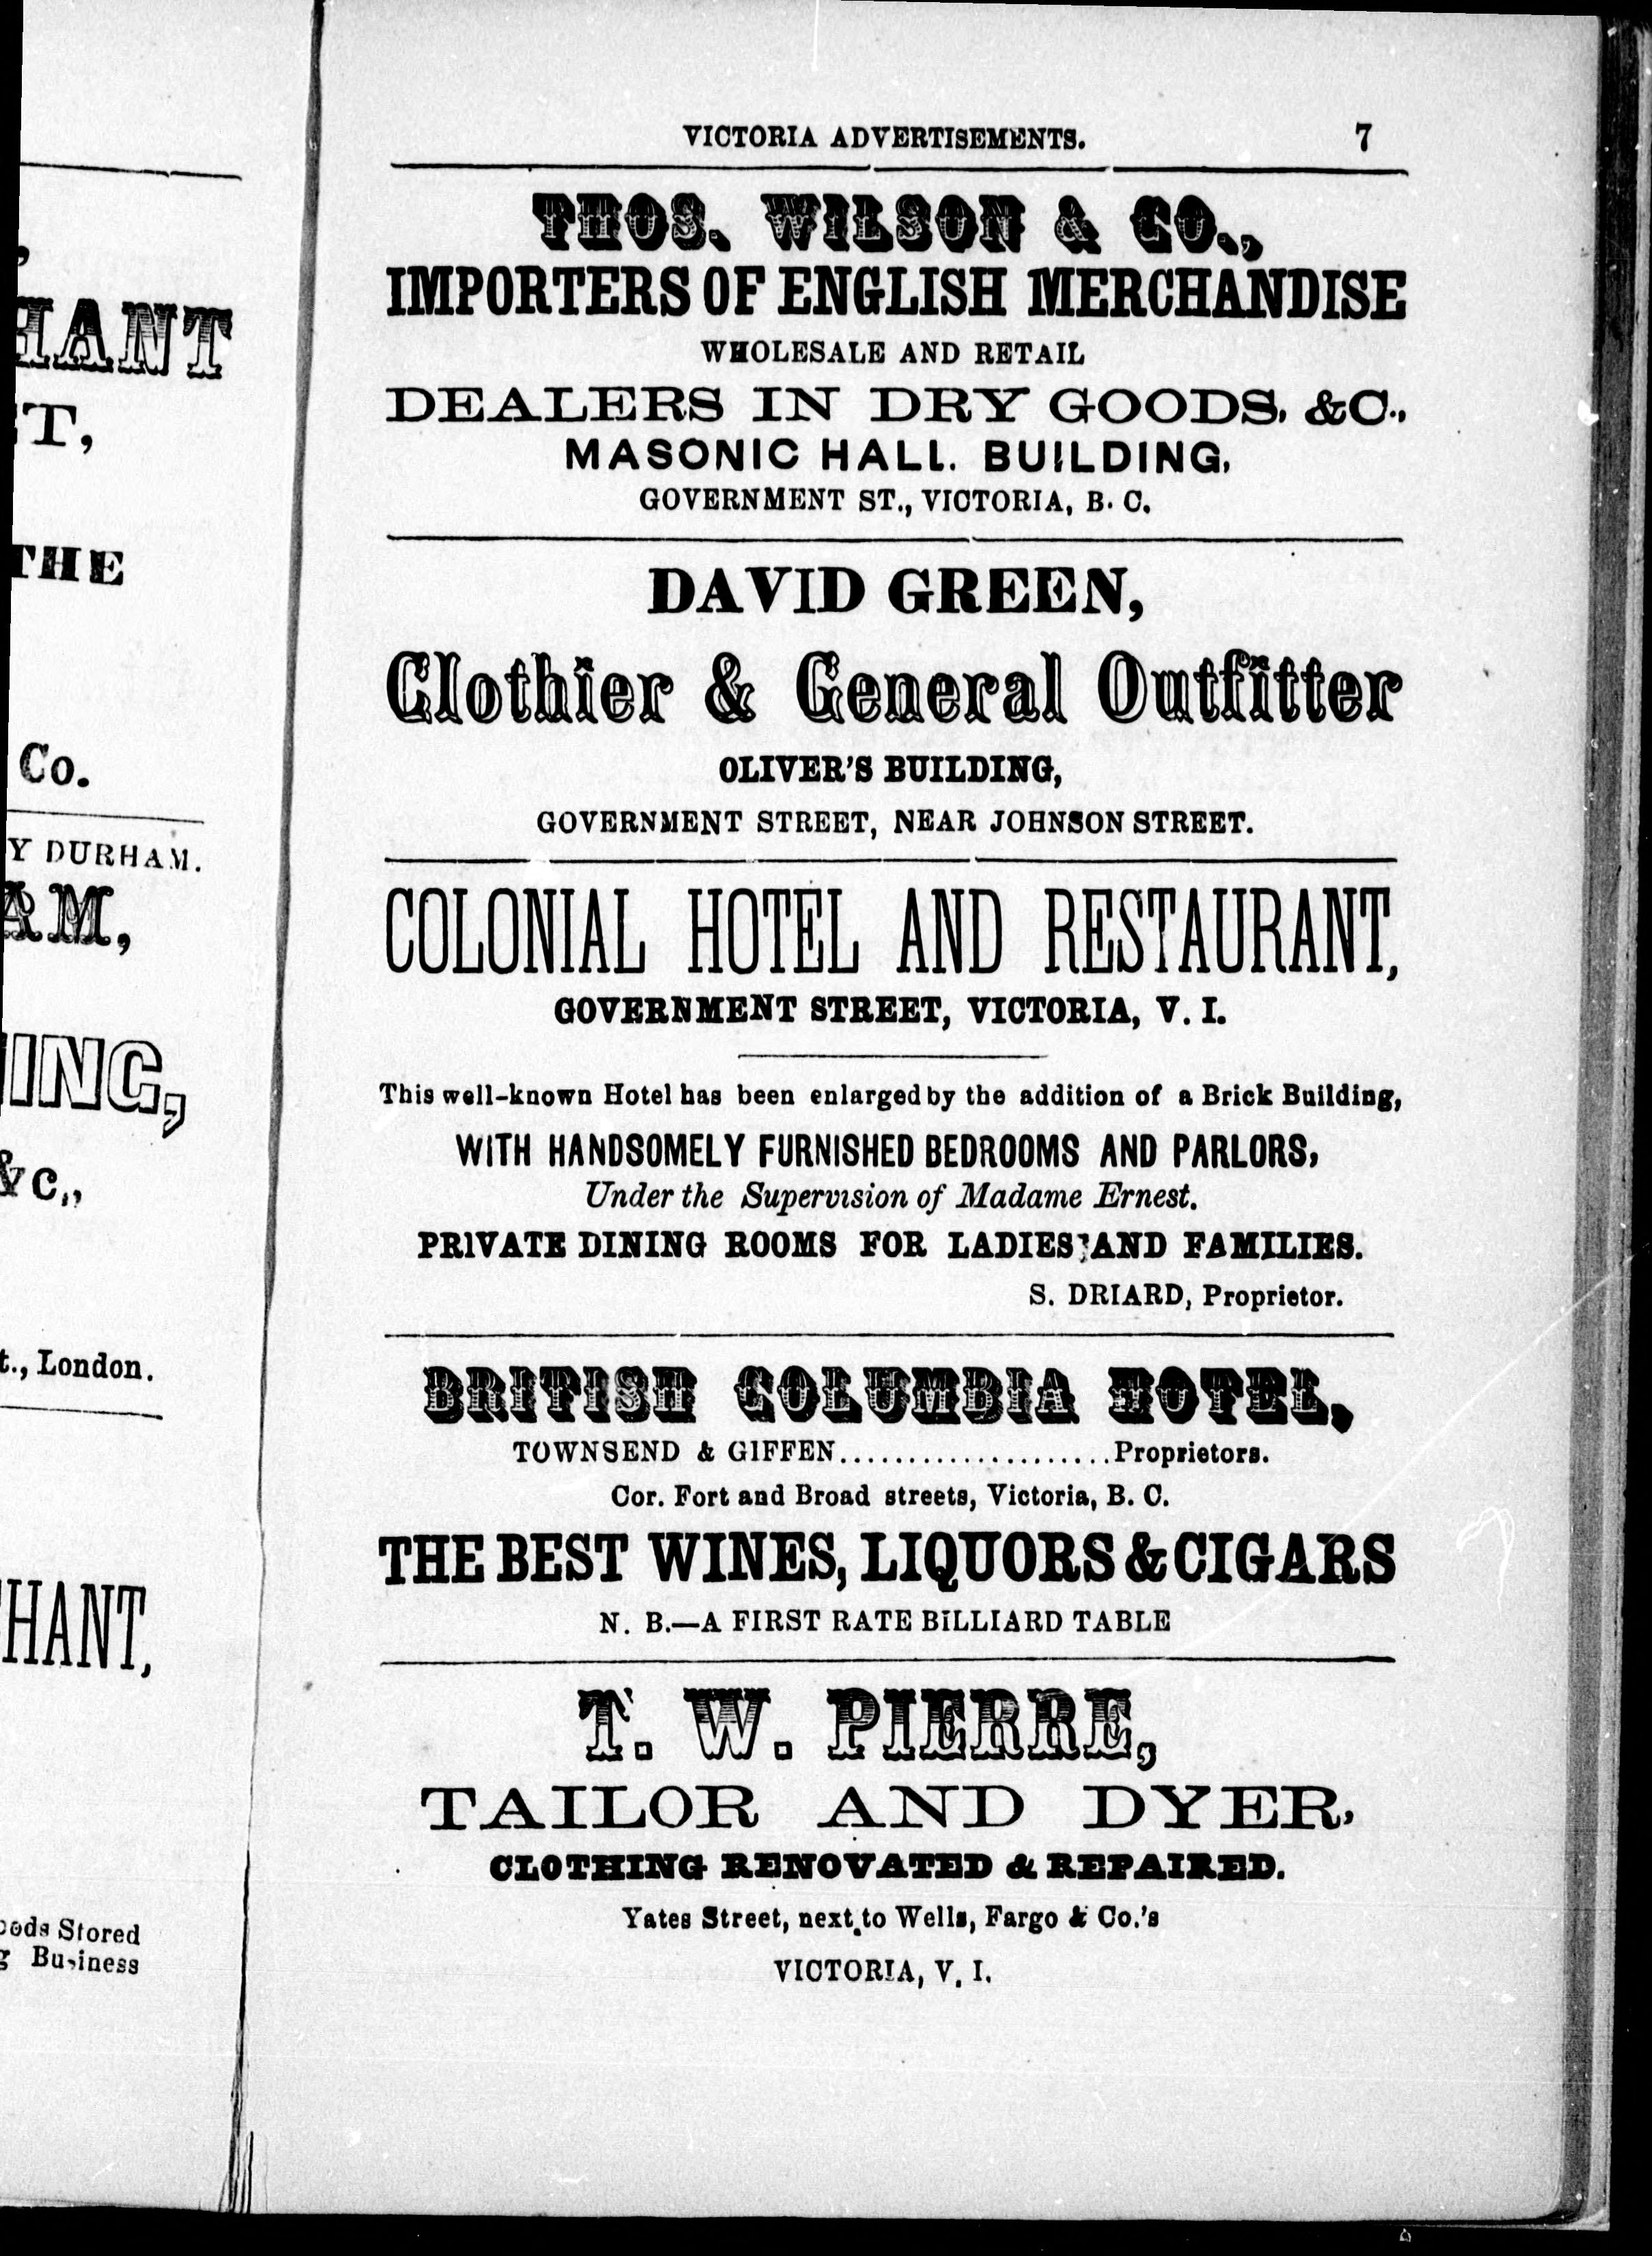 HANT
T,
THE
Co.
Y DURHAM.
AM,
ING,
&c.,
t., London.
HANT,
oods Stored
g Business
VICTORIA ADVERTISEMENTS. 7
THOS. WILSON & CO.,
IMPORTERS OF ENGLISH MERCHANDISE
WHOLESALE AND RETAIL
DEALERS IN DRY GOODS, &C.,
MASONIC HALL. BUILDING,
GOVERNMENT ST., VICTORIA, B. C.
DAVID GREEN,
Clothier & General Outfitter
OLIVER'S BUILDING,
GOVERNMENT STREET, NEAR JOHNSON STREET.
COLONIAL HOTEL AND RESTAURANT,
GOVERNMENT STREET, VICTORIA, V. I.
This well-known Hotel has been enlarged by the addition of a Brick Building,
WITH HANDSOMELY FURNISHED BEDROOMS AND PARLORS,
Under the Supervision of Madame Ernest.
PRIVATE DINING ROOMS FOR LADIES AND FAMILIES.
S. DRIARD, Proprietor.
BRITISH COLUMBIA HOTEL,
TOWNSEND & GIFFEN....................Proprietors.
Cor. Fort and Broad streets, Victoria, B. C.
THE BEST WINES, LIQUORS & CIGARS
N. B.—A FIRST RATE BILLIARD TABLE
T. W. PIERRE,
TAILOR AND DYER,
CLOTHING RENOVATED & REPAIRED.
Yates Street, next to Wells, Fargo & Co.'s
VICTORIA, V. I.